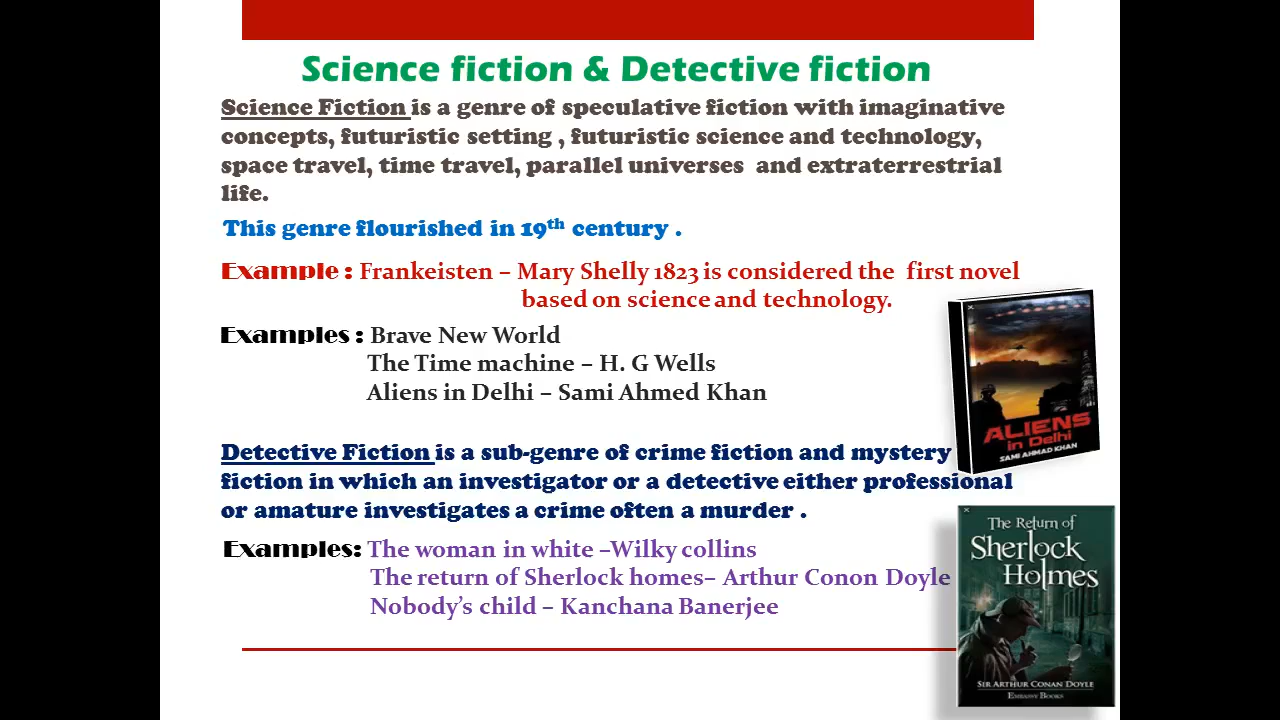 Science fiction & Detective fiction
Science Fiction is a genre of speculative fiction with imaginative
concepts, futuristic setting , futuristic science and technology,
space travel, time travel, parallel universes and extraterrestrial
life.
This genre flourished in 19th century .
Example : Frankeisten – Mary Shelly 1823 is considered the first novel
based on science and technology.
Examples : Brave New World
The Time machine – H. G Wells
Aliens in Delhi – Sami Ahmed Khan
ALIENS
in Delhi
SAMI AHMAD KHAN
Detective Fiction is a sub-genre of crime fiction and mystery
fiction in which an investigator or a detective either professional
or amature investigates a crime often a murder .
Examples: The woman in white –Wilky collins
The return of Sherlock homes– Arthur Conon Doyle
Nobody's child – Kanchana Banerjee
The Return of
Sherlock
Holmes
SIR ARTHUR CONAN DOYLE
EMBASSY BOOKS